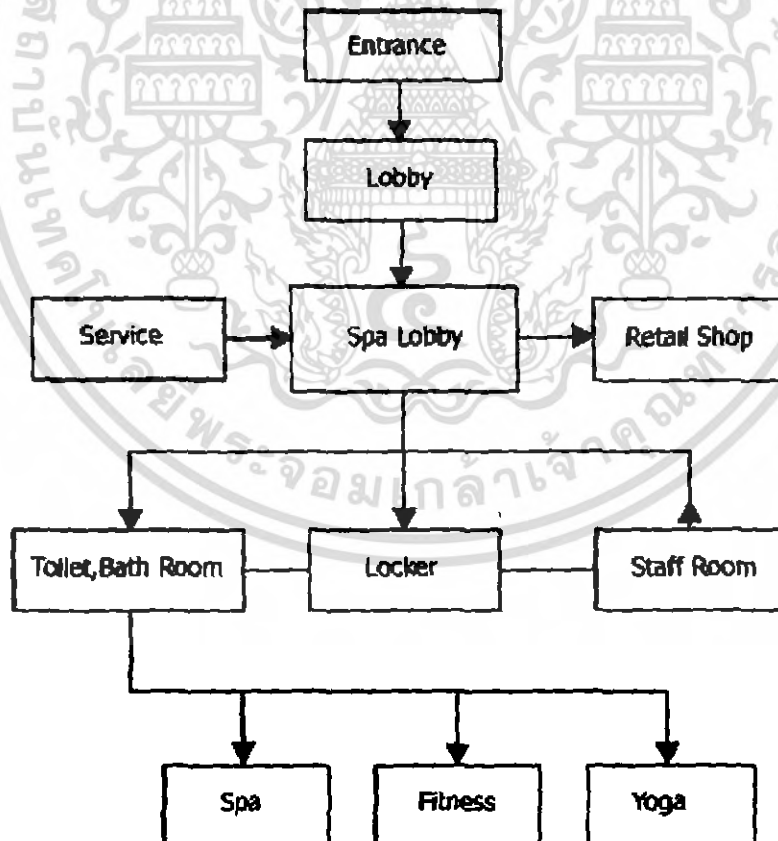 Entrance
Lobby
Service
Spa Lobby
Retail Shop
Toilet,Bath Room
Locker
Staff Room
Spa
Fitness
Yoga